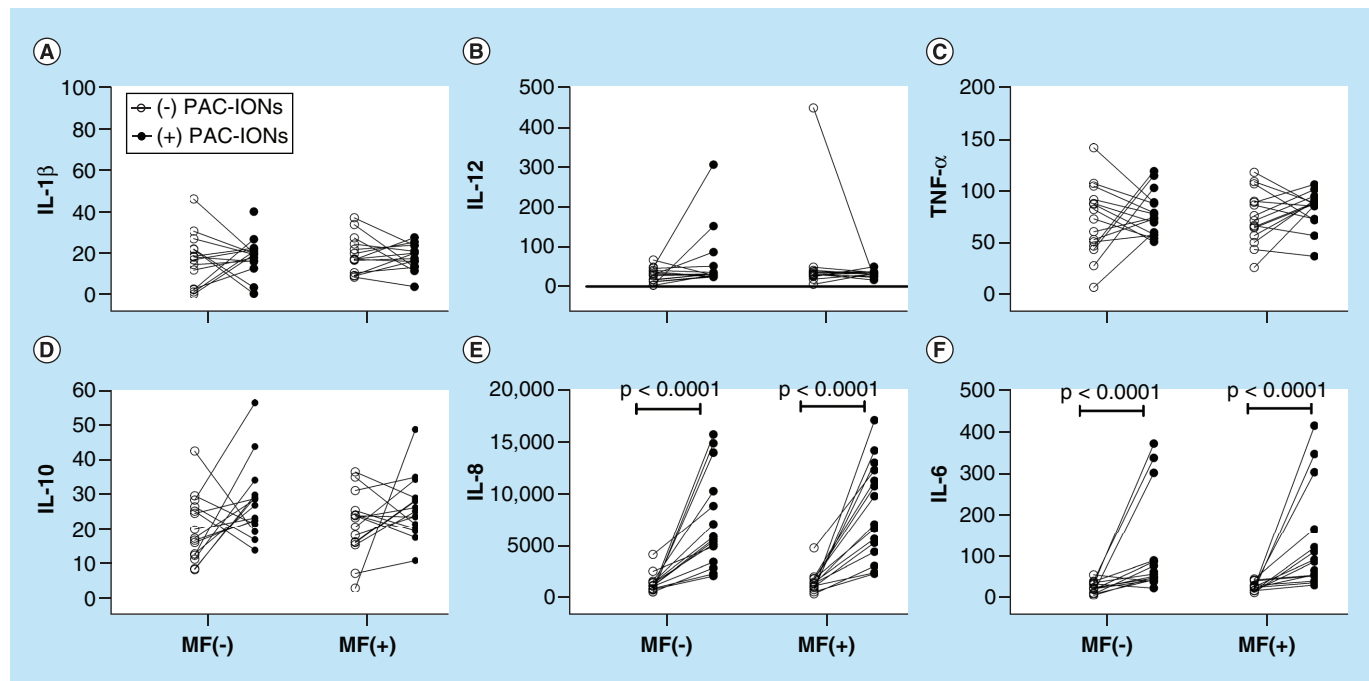 A
B
C
100
80
60
40
20
0
IL-1β
(-) PAC-IONs
(+) PAC-IONs
500
400
300
200
100
0
IL-12
200
150
100
50
0
TNF-α
D
E
F
60
50
40
30
20
10
0
IL-10
MF(-)
MF(+)
20,000
15,000
10,000
5000
0
IL-8
p < 0.0001
p < 0.0001
MF(-)
MF(+)
500
400
300
200
100
0
IL-6
p < 0.0001
p < 0.0001
MF(-)
MF(+)